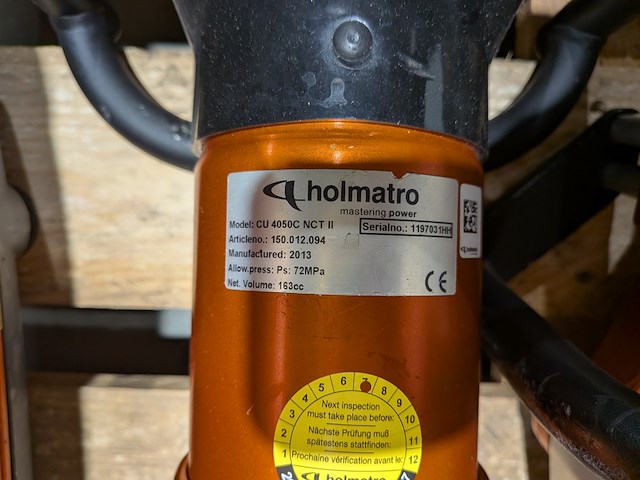 holmatro
mastering power
Model: CU 4050C NCT II
Serialno.: 1197031HH
Articleno.: 150.012.094
Manufactured: 2013
Allow.press: Ps: 72MPa
Net. Volume: 163cc
CE
holmatro
1 2 3 4 5 6 8 9 10 11 12
Next inspection
must take place before:
Nächste Prüfung muß
spätestens stattfinden:
Prochaine vérification avant le:
holmatro